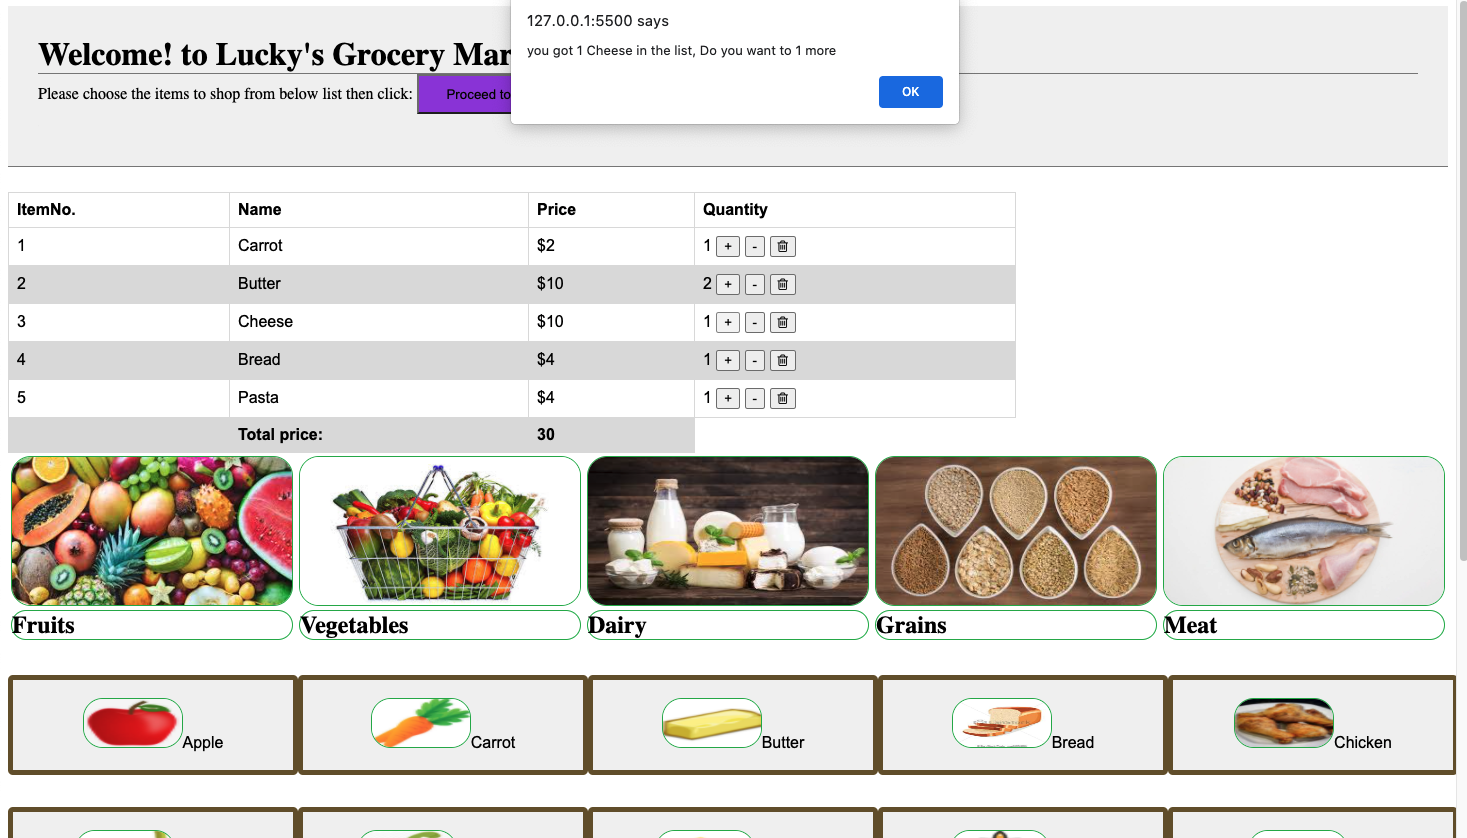 127.0.0.1:5500 says
you got 1 Cheese in the list, Do you want to 1 more
OK
Welcome! to Lucky's Grocery Mar
Please choose the items to shop from below list then click: Proceed to
ItemNo. Name Price Quantity
1 Carrot $2 1 + -
2 Butter $10 2 + -
3 Cheese $10 1 + -
4 Bread $4 1 + -
5 Pasta $4 1 + -
Total price: 30
Fruits Vegetables Dairy Grains Meat
Apple Carrot Butter Bread Chicken